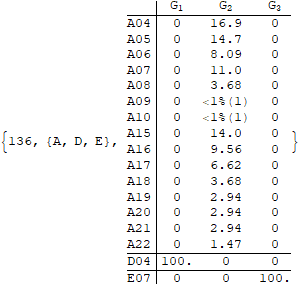 G1 G2 G3
A04 0 16.9 0
A05 0 14.7 0
A06 0 8.09 0
A07 0 11.0 0
A08 0 3.68 0
A09 0 <1%(1) 0
A10 0 <1%(1) 0
A15 0 14.0 0
{136, {A, D, E}, A16 0 9.56 0 }
A17 0 6.62 0
A18 0 3.68 0
A19 0 2.94 0
A20 0 2.94 0
A21 0 2.94 0
A22 0 1.47 0
D04 100. 0 0
E07 0 0 100.